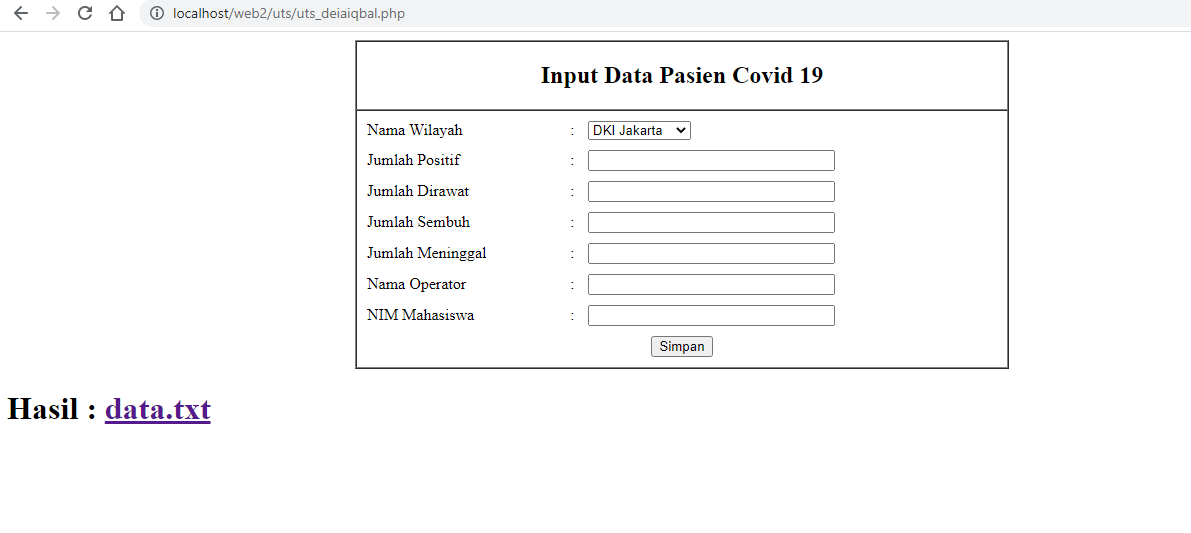 localhost/web2/uts/uts_deiaiqbal.php
Input Data Pasien Covid 19
Nama Wilayah : DKI Jakarta
Jumlah Positif :
Jumlah Dirawat :
Jumlah Sembuh :
Jumlah Meninggal :
Nama Operator :
NIM Mahasiswa :
Simpan
Hasil : data.txt